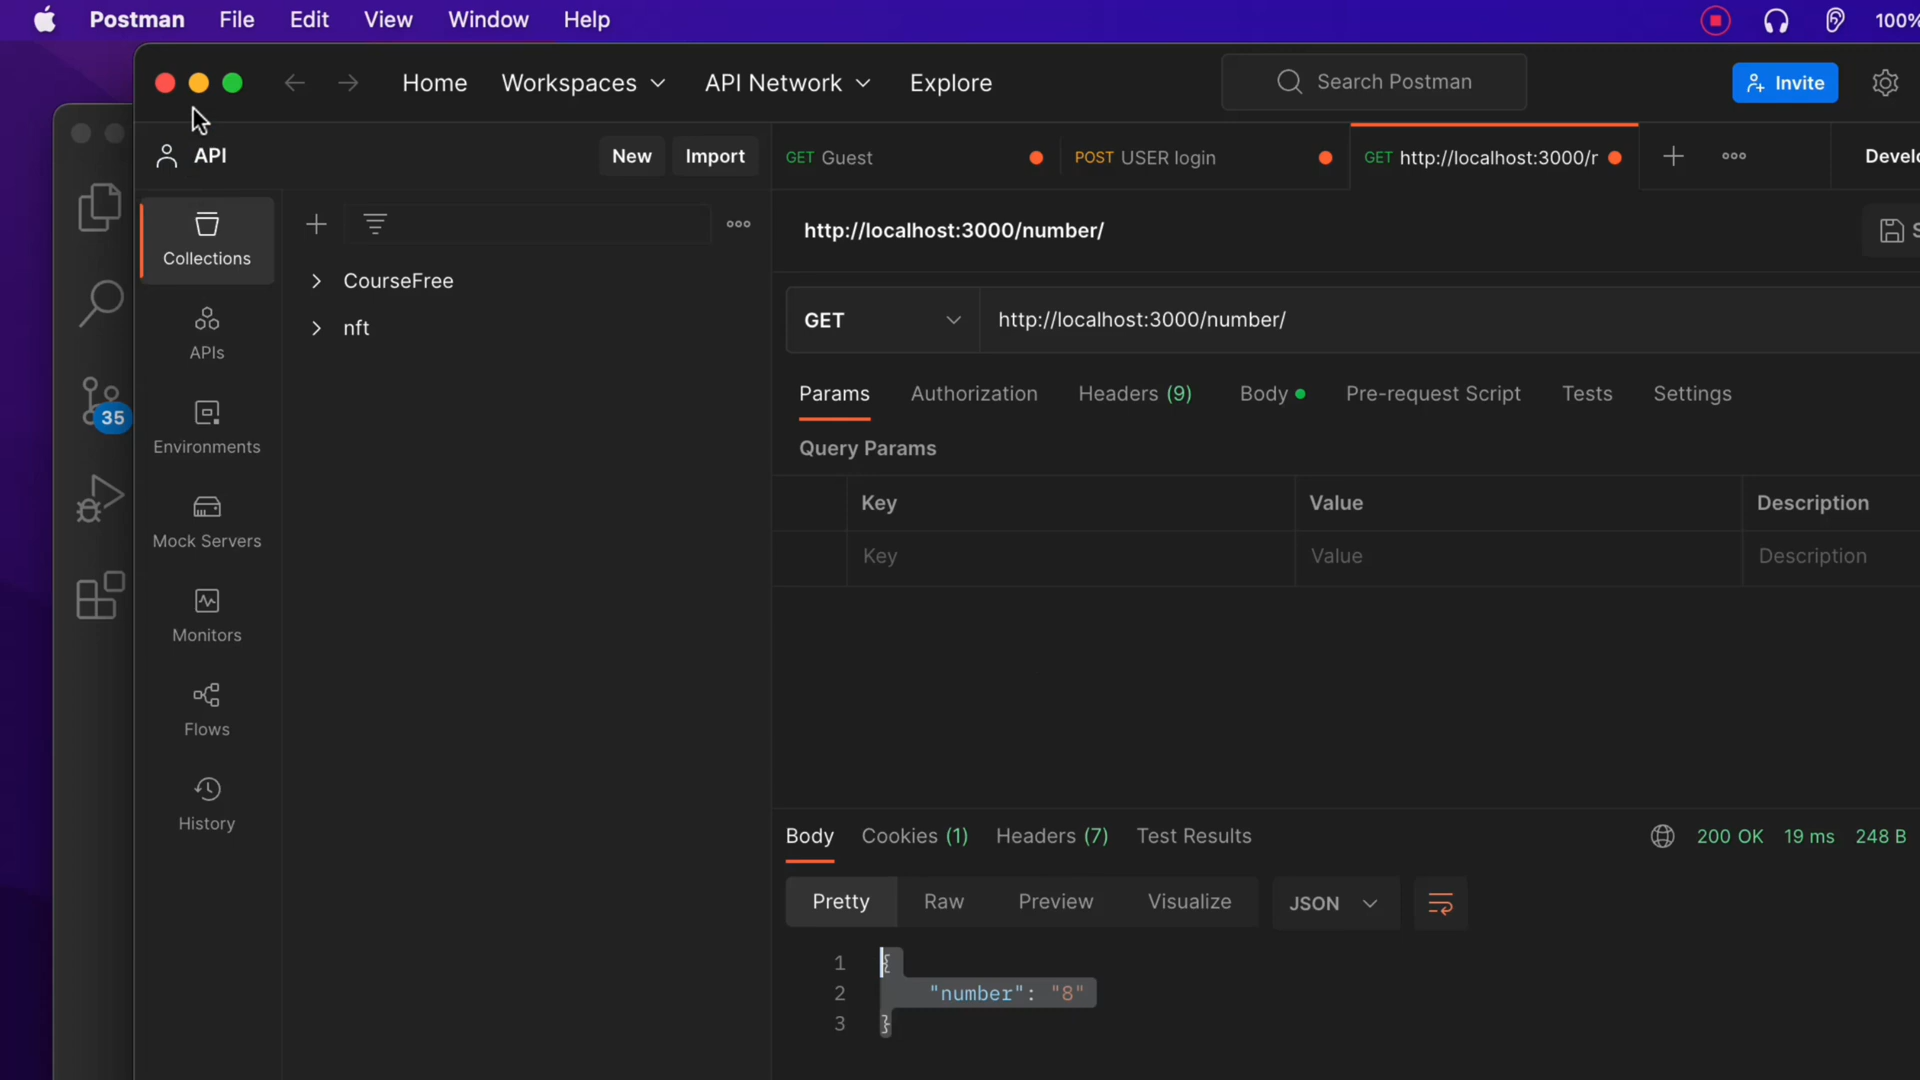 Postman File Edit View Window Help 100%
Home Workspaces API Network Explore Search Postman Invite
API New Import GET Guest POST USER login GET http://localhost:3000/r Develo
Collections
http://localhost:3000/number/ S
CourseFree
nft
APIs
GET http://localhost:3000/number/
35
Environments
Params Authorization Headers (9) Body Pre-request Script Tests Settings
Query Params
Key Value Description
Key Value Description
Mock Servers
Monitors
Flows
History
Body Cookies (1) Headers (7) Test Results 200 OK 19 ms 248 B
Pretty Raw Preview Visualize JSON
1 {
2 "number": "8"
3 }